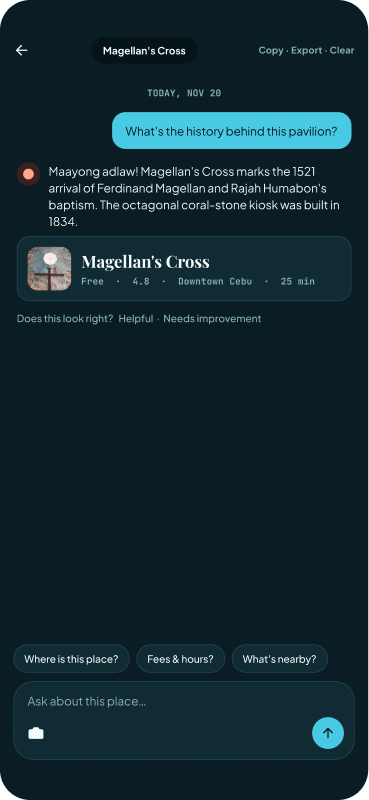 Magellan's Cross
Copy · Export · Clear
TODAY, NOV 20
What's the history behind this pavilion?
Maayong adlaw! Magellan's Cross marks the 1521
arrival of Ferdinand Magellan and Rajah Humabon's
baptism. The octagonal coral-stone kiosk was built in
1834.
Magellan's Cross
Free · 4.8 · Downtown Cebu · 25 min
Does this look right? Helpful · Needs improvement
Where is this place?
Fees & hours?
What's nearby?
Ask about this place…